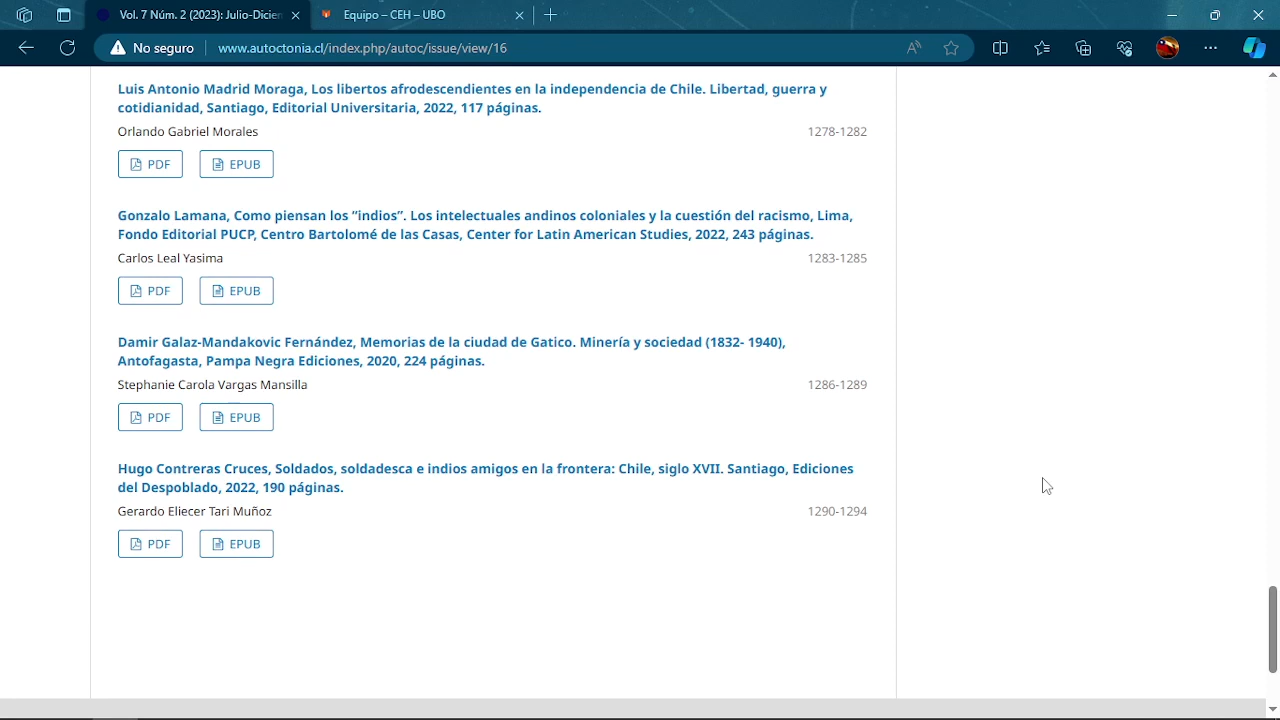 Vol. 7 Núm. 2 (2023): Julio-Dicien
Equipo – CEH – UBO
No seguro
www.autoctonia.cl/index.php/autoc/issue/view/16
Luis Antonio Madrid Moraga, Los libertos afrodescendientes en la independencia de Chile. Libertad, guerra y
cotidianidad, Santiago, Editorial Universitaria, 2022, 117 páginas.
Orlando Gabriel Morales 1278-1282
PDF EPUB
Gonzalo Lamana, Como piensan los “indios”. Los intelectuales andinos coloniales y la cuestión del racismo, Lima,
Fondo Editorial PUCP, Centro Bartolomé de las Casas, Center for Latin American Studies, 2022, 243 páginas.
Carlos Leal Yasima 1283-1285
PDF EPUB
Damir Galaz-Mandakovic Fernández, Memorias de la ciudad de Gatico. Minería y sociedad (1832- 1940),
Antofagasta, Pampa Negra Ediciones, 2020, 224 páginas.
Stephanie Carola Vargas Mansilla 1286-1289
PDF EPUB
Hugo Contreras Cruces, Soldados, soldadesca e indios amigos en la frontera: Chile, siglo XVII. Santiago, Ediciones
del Despoblado, 2022, 190 páginas.
Gerardo Eliecer Tari Muñoz 1290-1294
PDF EPUB